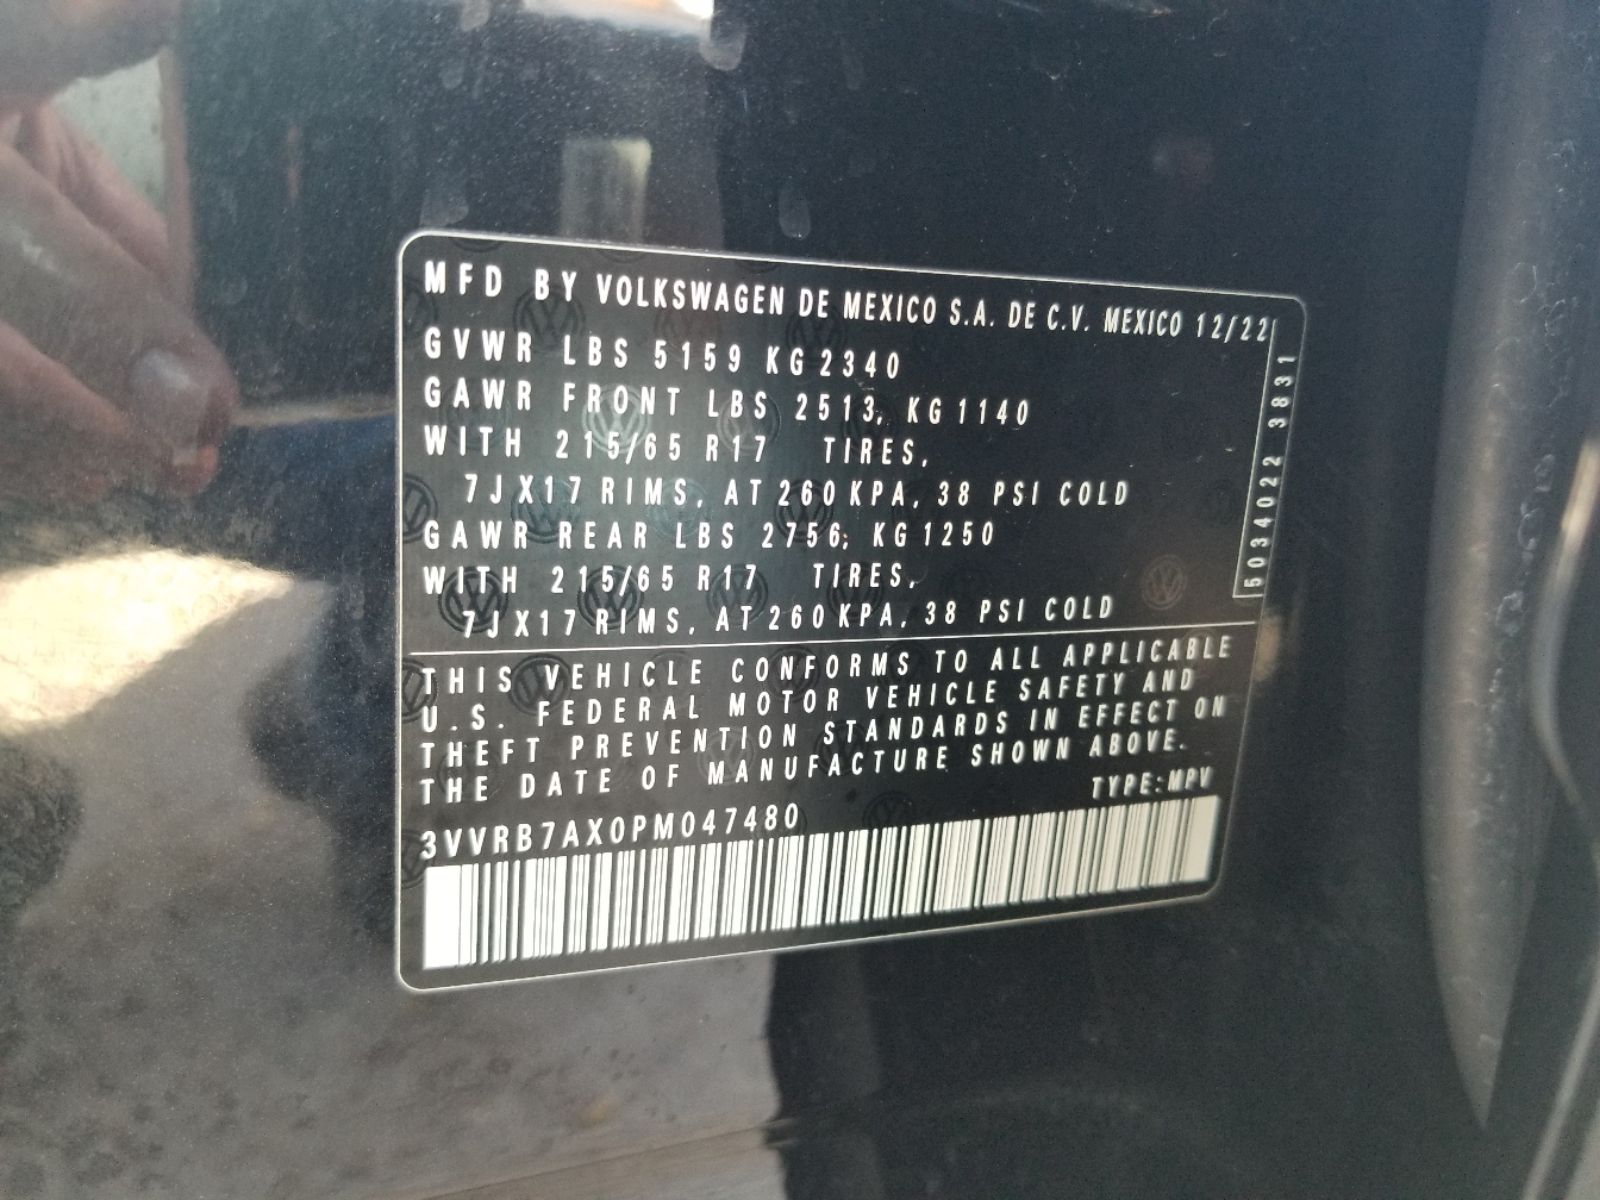 MFD BY VOLKSWAGEN DE MEXICO S.A. DE C.V. MEXICO 12/22
GVWR LBS 5159 KG 2340
GAWR FRONT LBS 2513, KG 1140
WITH 215/65 R17 TIRES,
7JX17 RIMS, AT 260 KPA, 38 PSI COLD
GAWR REAR LBS 2756; KG 1250
WITH 215/65 R17 TIRES,
7JX17 RIMS, AT 260 KPA, 38 PSI COLD
5034022 3831
THIS VEHICLE CONFORMS TO ALL APPLICABLE
U.S. FEDERAL MOTOR VEHICLE SAFETY AND
THEFT PREVENTION STANDARDS IN EFFECT ON
THE DATE OF MANUFACTURE SHOWN ABOVE.
TYPE:MPV
3VVRB7AX0PM047480